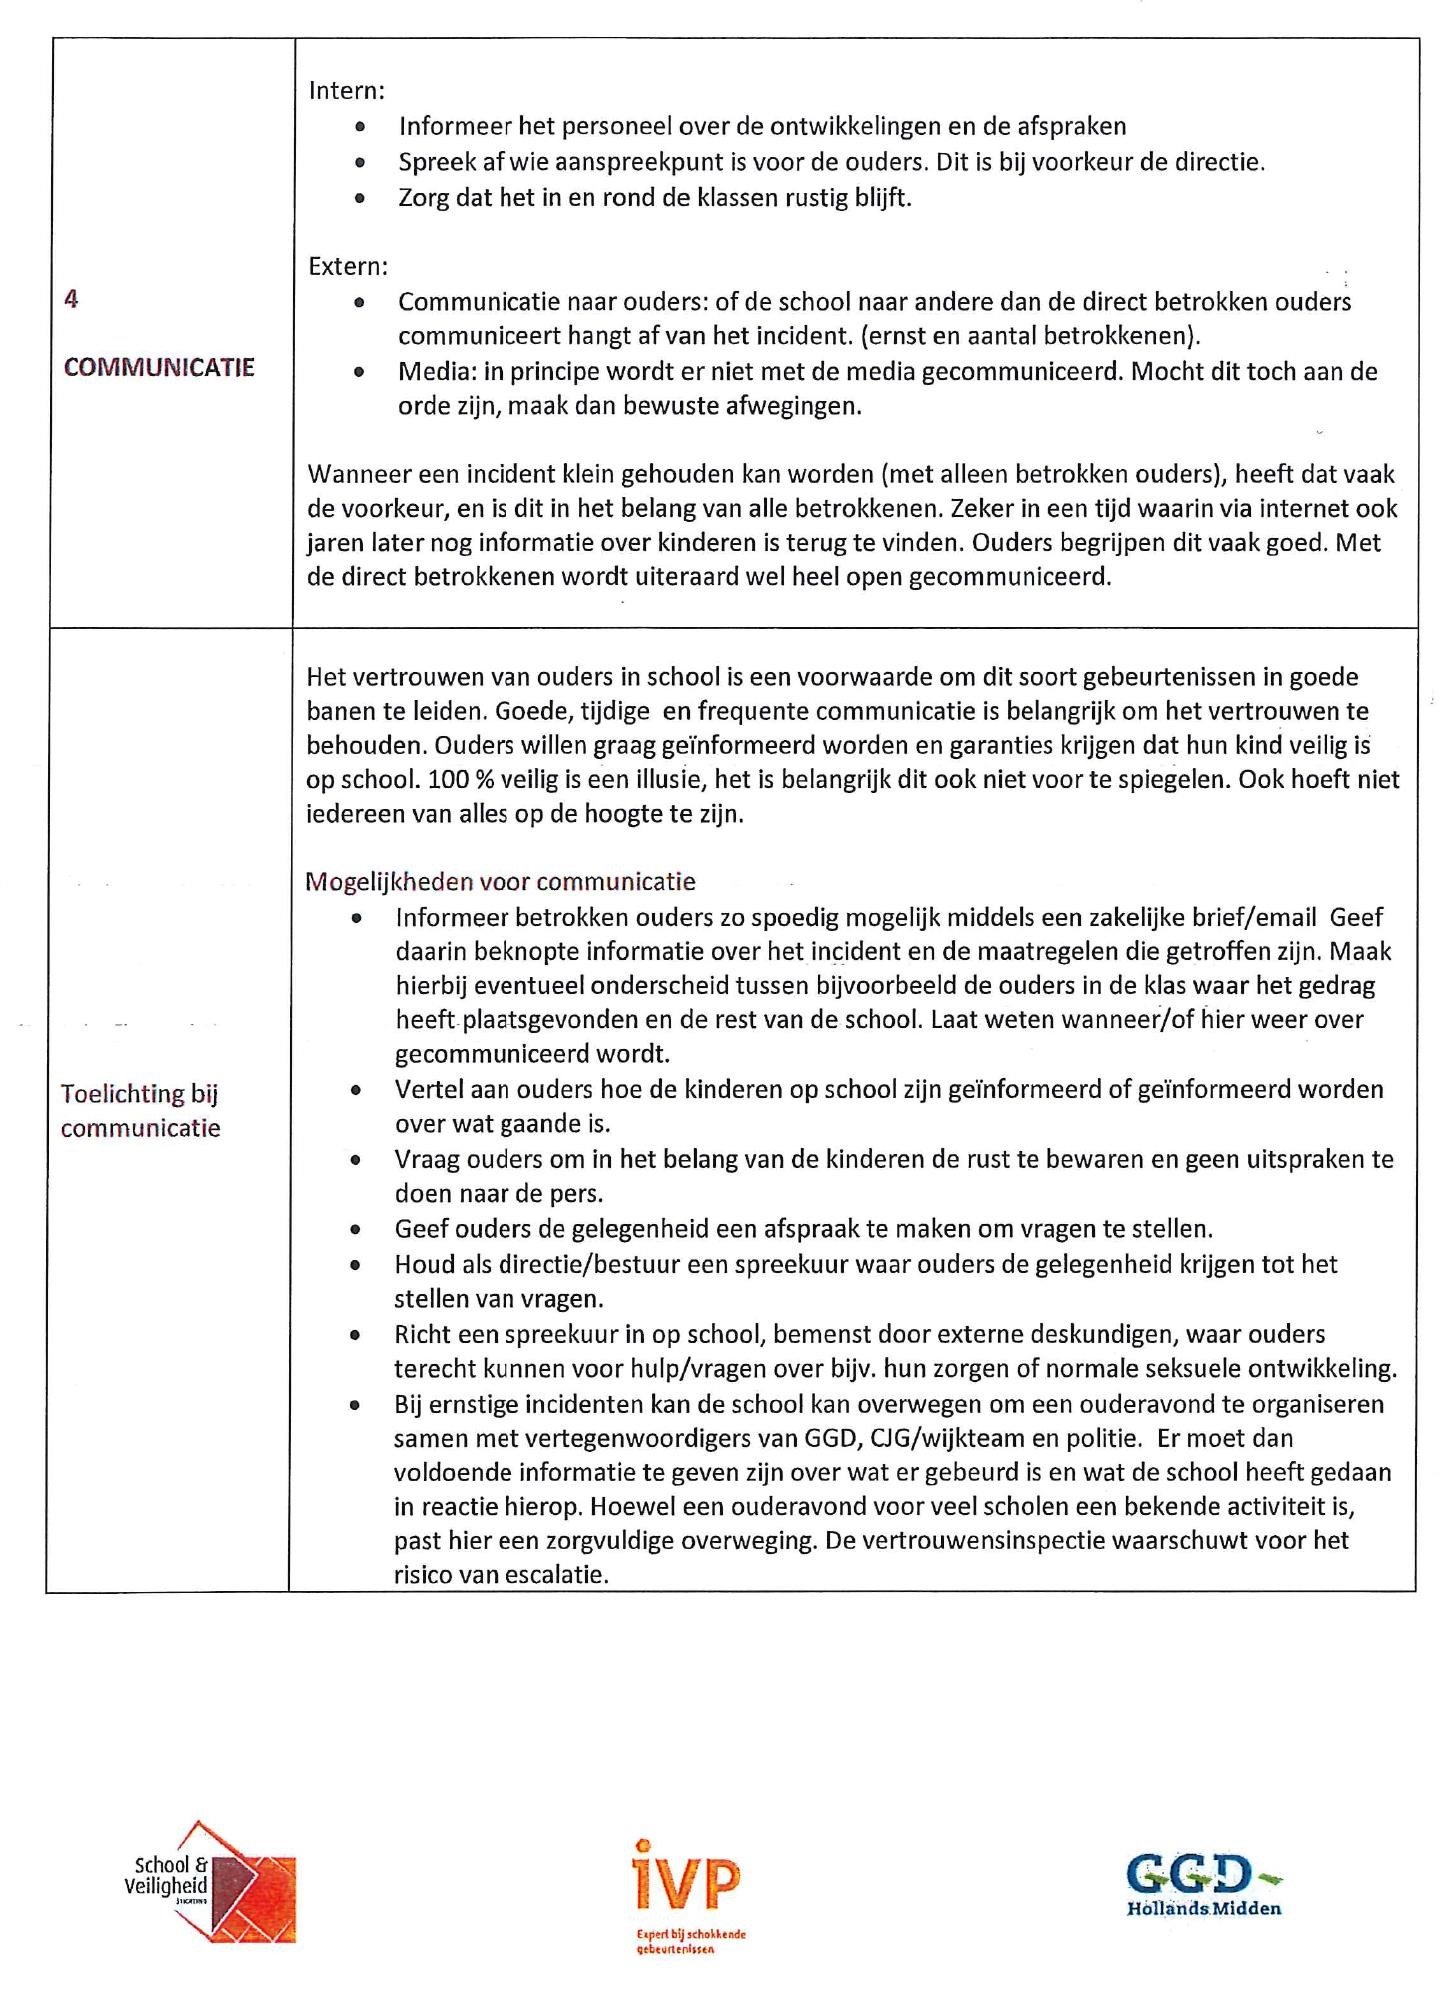 Intern:
• Informeer het personeel over de ontwikkelingen en de afspraken
• Spreek af wie aanspreekpunt is voor de ouders. Dit is bij voorkeur de directie.
• Zorg dat het in en rond de klassen rustig blijft.
4
COMMUNICATIE
Extern:
• Communicatie naar ouders: of de school naar andere dan de direct betrokken ouders
communiceert hangt af van het incident. (ernst en aantal betrokkenen).
• Media: in principe wordt er niet met de media gecommuniceerd. Mocht dit toch aan de
orde zijn, maak dan bewuste afwegingen.
Wanneer een incident klein gehouden kan worden (met alleen betrokken ouders), heeft dat vaak
de voorkeur, en is dit in het belang van alle betrokkenen. Zeker in een tijd waarin via internet ook
jaren later nog informatie over kinderen is terug te vinden. Ouders begrijpen dit vaak goed. Met
de direct betrokkenen wordt uiteraard wel heel open gecommuniceerd.
Het vertrouwen van ouders in school is een voorwaarde om dit soort gebeurtenissen in goede
banen te leiden. Goede, tijdige en frequente communicatie is belangrijk om het vertrouwen te
behouden. Ouders willen graag geïnformeerd worden en garanties krijgen dat hun kind veilig is
op school. 100 % veilig is een illusie, het is belangrijk dit ook niet voor te spiegelen. Ook hoeft niet
iedereen van alles op de hoogte te zijn.
Toelichting bij
communicatie
Mogelijkheden voor communicatie
• Informeer betrokken ouders zo spoedig mogelijk middels een zakelijke brief/email Geef
daarin beknopte informatie over het incident en de maatregelen die getroffen zijn. Maak
hierbij eventueel onderscheid tussen bijvoorbeeld de ouders in de klas waar het gedrag
heeft plaatsgevonden en de rest van de school. Laat weten wanneer/of hier weer over
gecommuniceerd wordt.
• Vertel aan ouders hoe de kinderen op school zijn geïnformeerd of geïnformeerd worden
over wat gaande is.
• Vraag ouders om in het belang van de kinderen de rust te bewaren en geen uitspraken te
doen naar de pers.
• Geef ouders de gelegenheid een afspraak te maken om vragen te stellen.
• Houd als directie/bestuur een spreekuur waar ouders de gelegenheid krijgen tot het
stellen van vragen.
• Richt een spreekuur in op school, bemenst door externe deskundigen, waar ouders
terecht kunnen voor hulp/vragen over bijv. hun zorgen of normale seksuele ontwikkeling.
• Bij ernstige incidenten kan de school kan overwegen om een ouderavond te organiseren
samen met vertegenwoordigers van GGD, CJG/wijkteam en politie. Er moet dan
voldoende informatie te geven zijn over wat er gebeurd is en wat de school heeft gedaan
in reactie hierop. Hoewel een ouderavond voor veel scholen een bekende activiteit is,
past hier een zorgvuldige overweging. De vertrouwensinspectie waarschuwt voor het
risico van escalatie.
School &
Veiligheid
STICHTING
iVP
Expert bij schokkende
gebeurtenissen
GGD
Hollands Midden